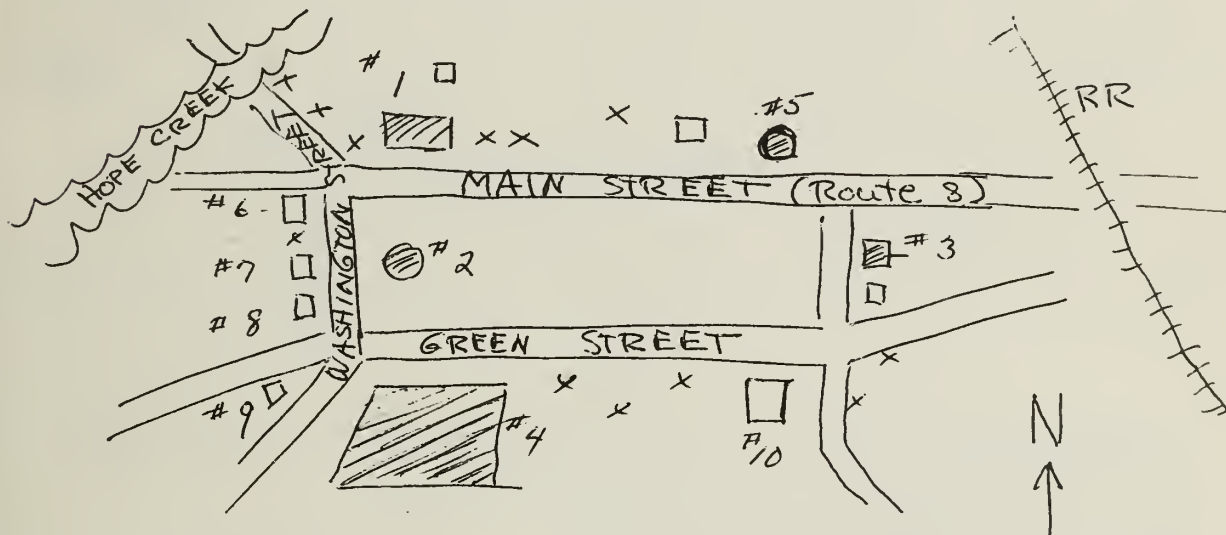 # 1
#5
RR
HOPE CREEK
STREET
MAIN STREET (Route 8)
#6
#7
#2
#3
WASHINGTON
#8
GREEN STREET
#9
#4
#10
N